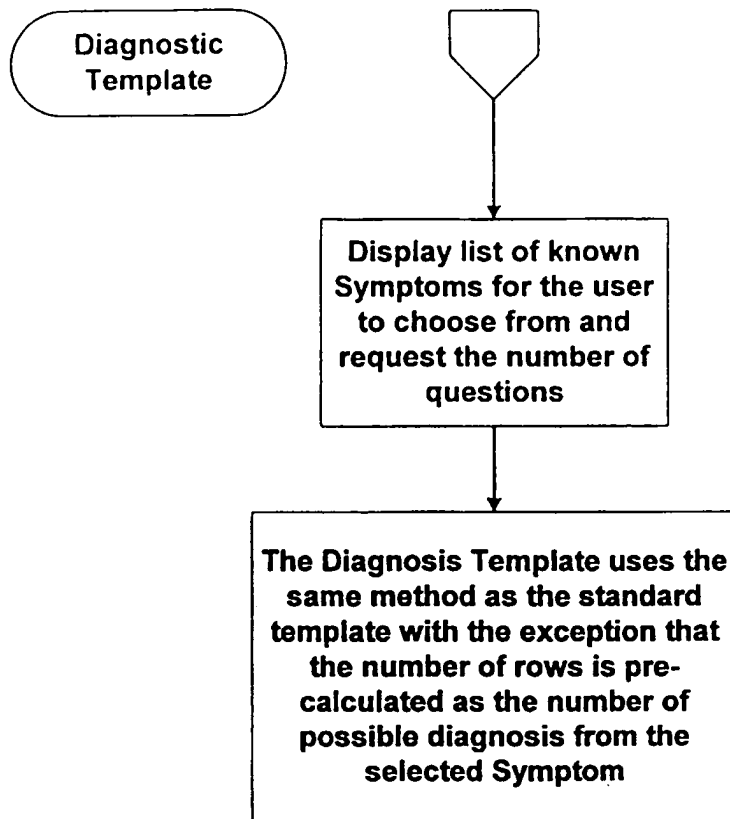 Diagnostic
Template
Display list of known
Symptoms for the user
to choose from and
request the number of
questions
The Diagnosis Template uses the
same method as the standard
template with the exception that
the number of rows is pre-
calculated as the number of
possible diagnosis from the
selected Symptom